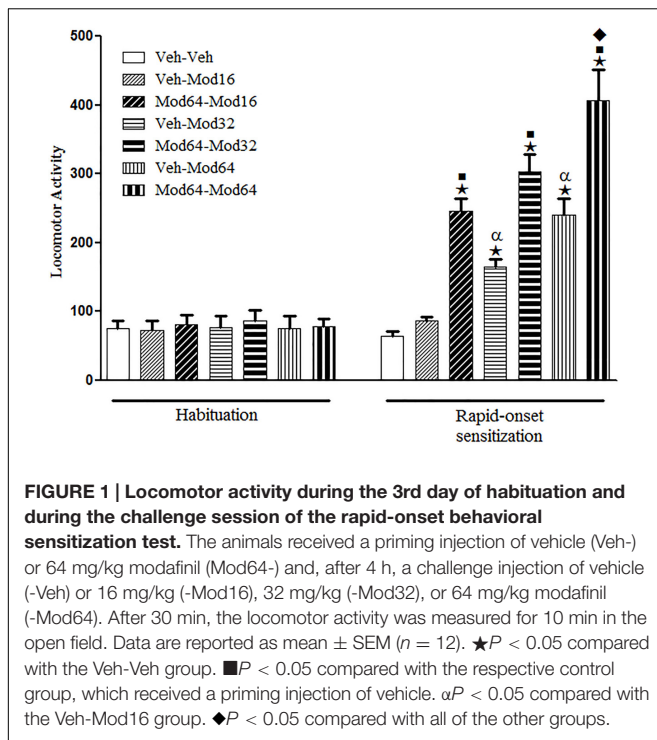 500
400
300
200
100
0
Locomotor Activity
Veh-Veh
Veh-Mod16
Mod64-Mod16
Veh-Mod32
Mod64-Mod32
Veh-Mod64
Mod64-Mod64
◆
■
★
■
★
■
★
α
★
α
★
Habituation
Rapid-onset
sensitization
FIGURE 1 | Locomotor activity during the 3rd day of habituation and
during the challenge session of the rapid-onset behavioral
sensitization test. The animals received a priming injection of vehicle (Veh-)
or 64 mg/kg modafinil (Mod64-) and, after 4 h, a challenge injection of vehicle
(-Veh) or 16 mg/kg (-Mod16), 32 mg/kg (-Mod32), or 64 mg/kg modafinil
(-Mod64). After 30 min, the locomotor activity was measured for 10 min in the
open field. Data are reported as mean ± SEM (n = 12). ★P < 0.05 compared
with the Veh-Veh group. ■P < 0.05 compared with the respective control
group, which received a priming injection of vehicle. αP < 0.05 compared with
the Veh-Mod16 group. ◆P < 0.05 compared with all of the other groups.